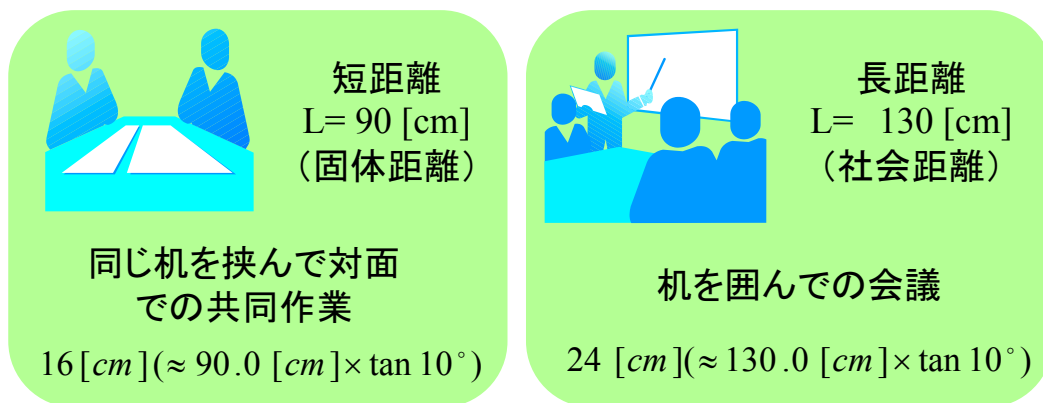 短距離
L= 90 [cm]
（固体距離）
同じ机を挟んで対面
での共同作業
16 [cm](≈ 90.0 [cm]× tan 10°)
長距離
L= 130 [cm]
（社会距離）
机を囲んでの会議
24 [cm](≈130.0 [cm]× tan 10°)